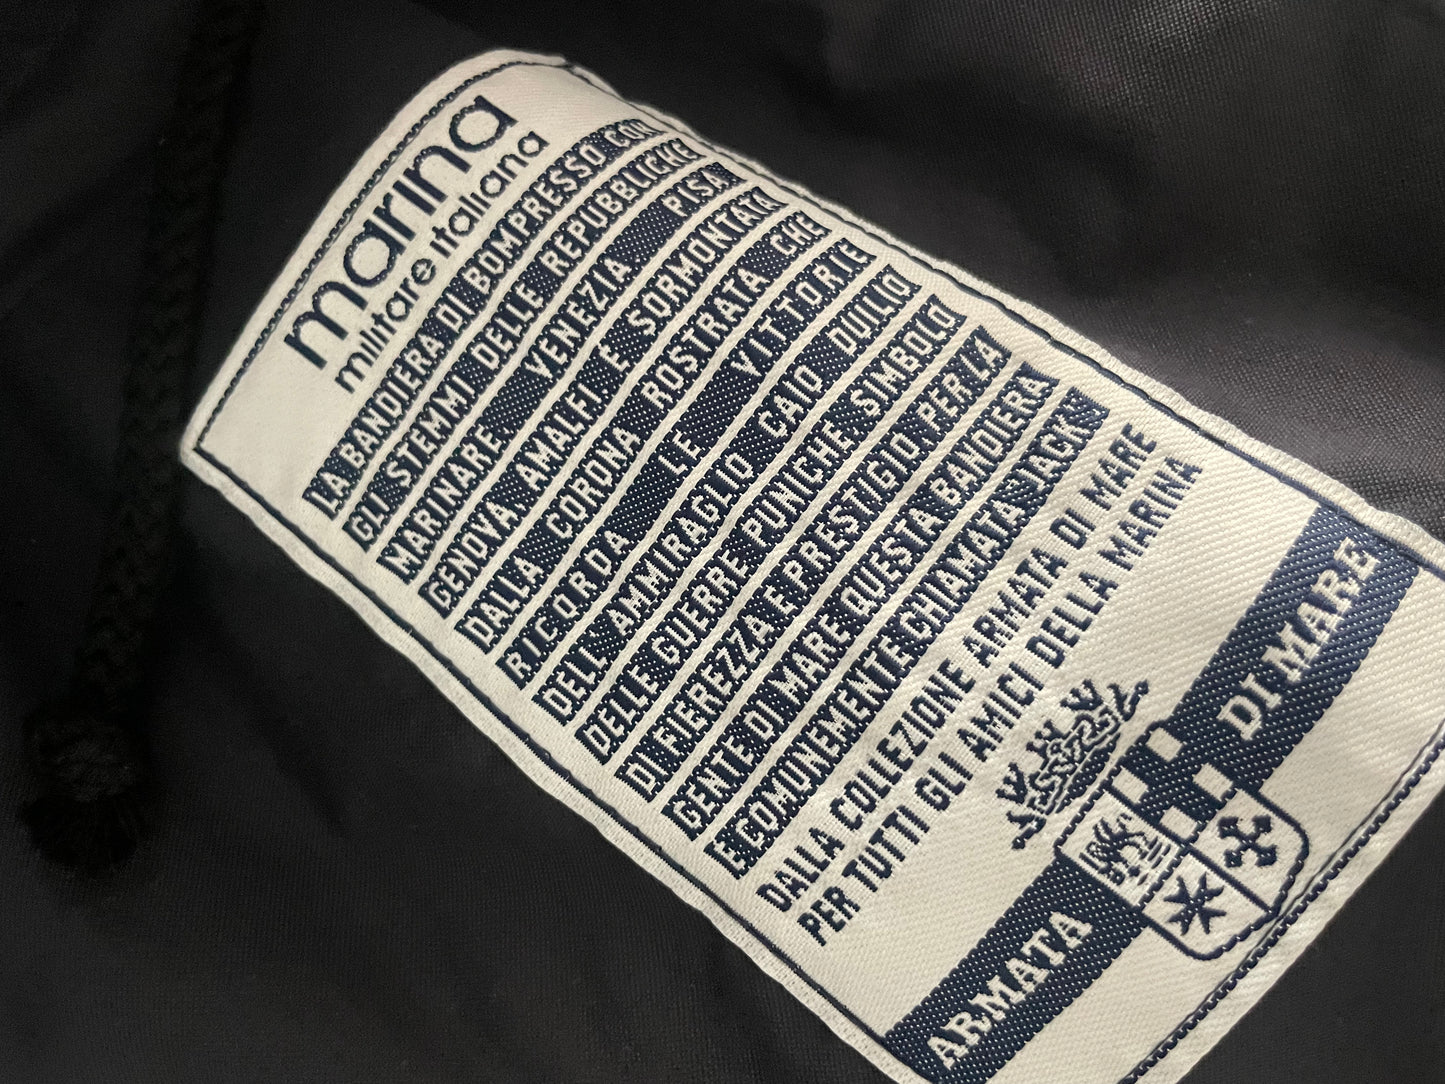 marina
militare italiana
LA BANDIERA DI BOMPRESSO CON
GLI STEMMI DELLE REPUBBLICHE
MARINARE VENEZIA PISA
GENOVA AMALFI È SORMONTATA
DALLA CORONA ROSTRATA CHE
RICORDA LE VITTORIE
DELL'AMMIRAGLIO CAIO DUILIO
DELLE GUERRE PUNICHE. SIMBOLO
DI FIEREZZA E PRESTIGIO PER LA
GENTE DI MARE QUESTA BANDIERA
E COMUNEMENTE CHIAMATA "JACK"
DALLA COLLEZIONE ARMATA DI MARE
PER TUTTI GLI AMICI DELLA MARINA
ARMATA DI MARE